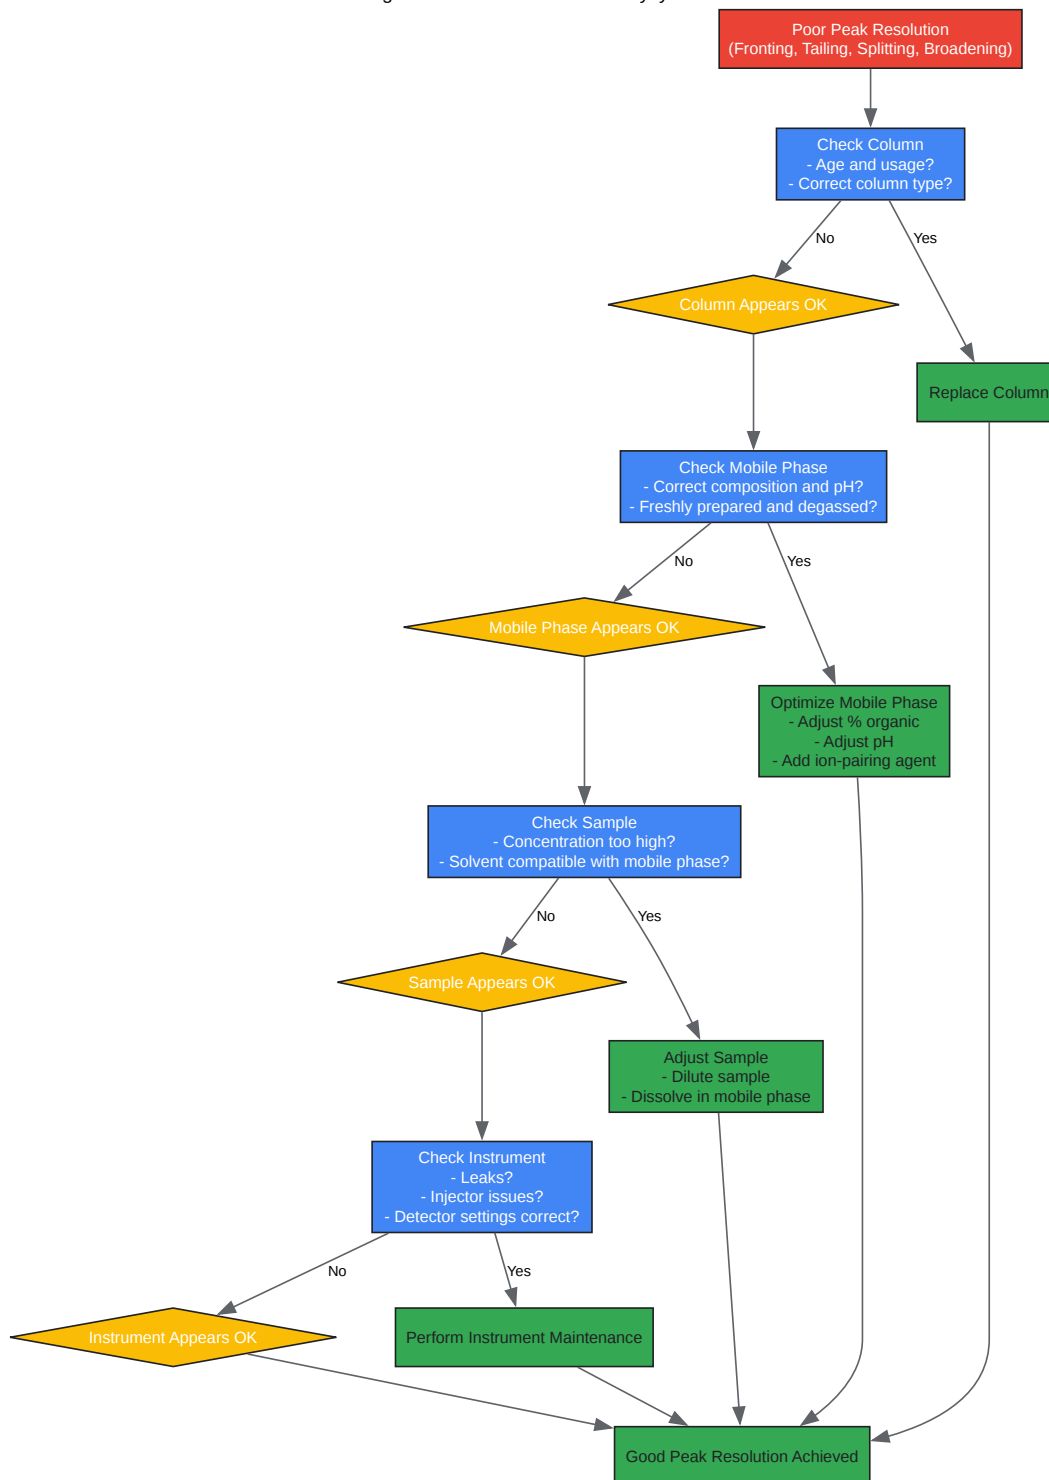 Poor Peak Resolution
(Fronting, Tailing, Splitting, Broadening)
Check Column
- Age and usage?
- Correct column type?
No
Yes
Column Appears OK
Replace Column
Check Mobile Phase
- Correct composition and pH?
- Freshly prepared and degassed?
No
Yes
Mobile Phase Appears OK
Optimize Mobile Phase
- Adjust % organic
- Adjust pH
- Add ion-pairing agent
Check Sample
- Concentration too high?
- Solvent compatible with mobile phase?
No
Yes
Sample Appears OK
Adjust Sample
- Dilute sample
- Dissolve in mobile phase
Check Instrument
- Leaks?
- Injector issues?
- Detector settings correct?
No
Yes
Instrument Appears OK
Perform Instrument Maintenance
Good Peak Resolution Achieved